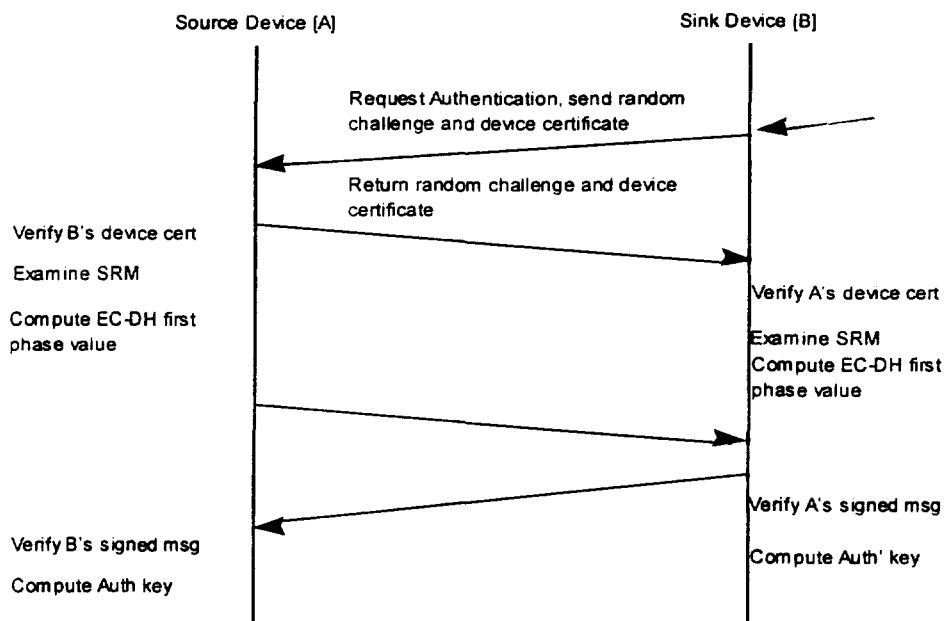 Source Device [A]
Sink Device [B]
Request Authentication, send random
challenge and device certificate
Return random challenge and device
certificate
Verify B's device cert
Examine SRM
Compute EC-DH first
phase value
Verify A's device cert
Examine SRM
Compute EC-DH first
phase value
Verify A's signed msg
Compute Auth' key
Verify B's signed msg
Compute Auth key